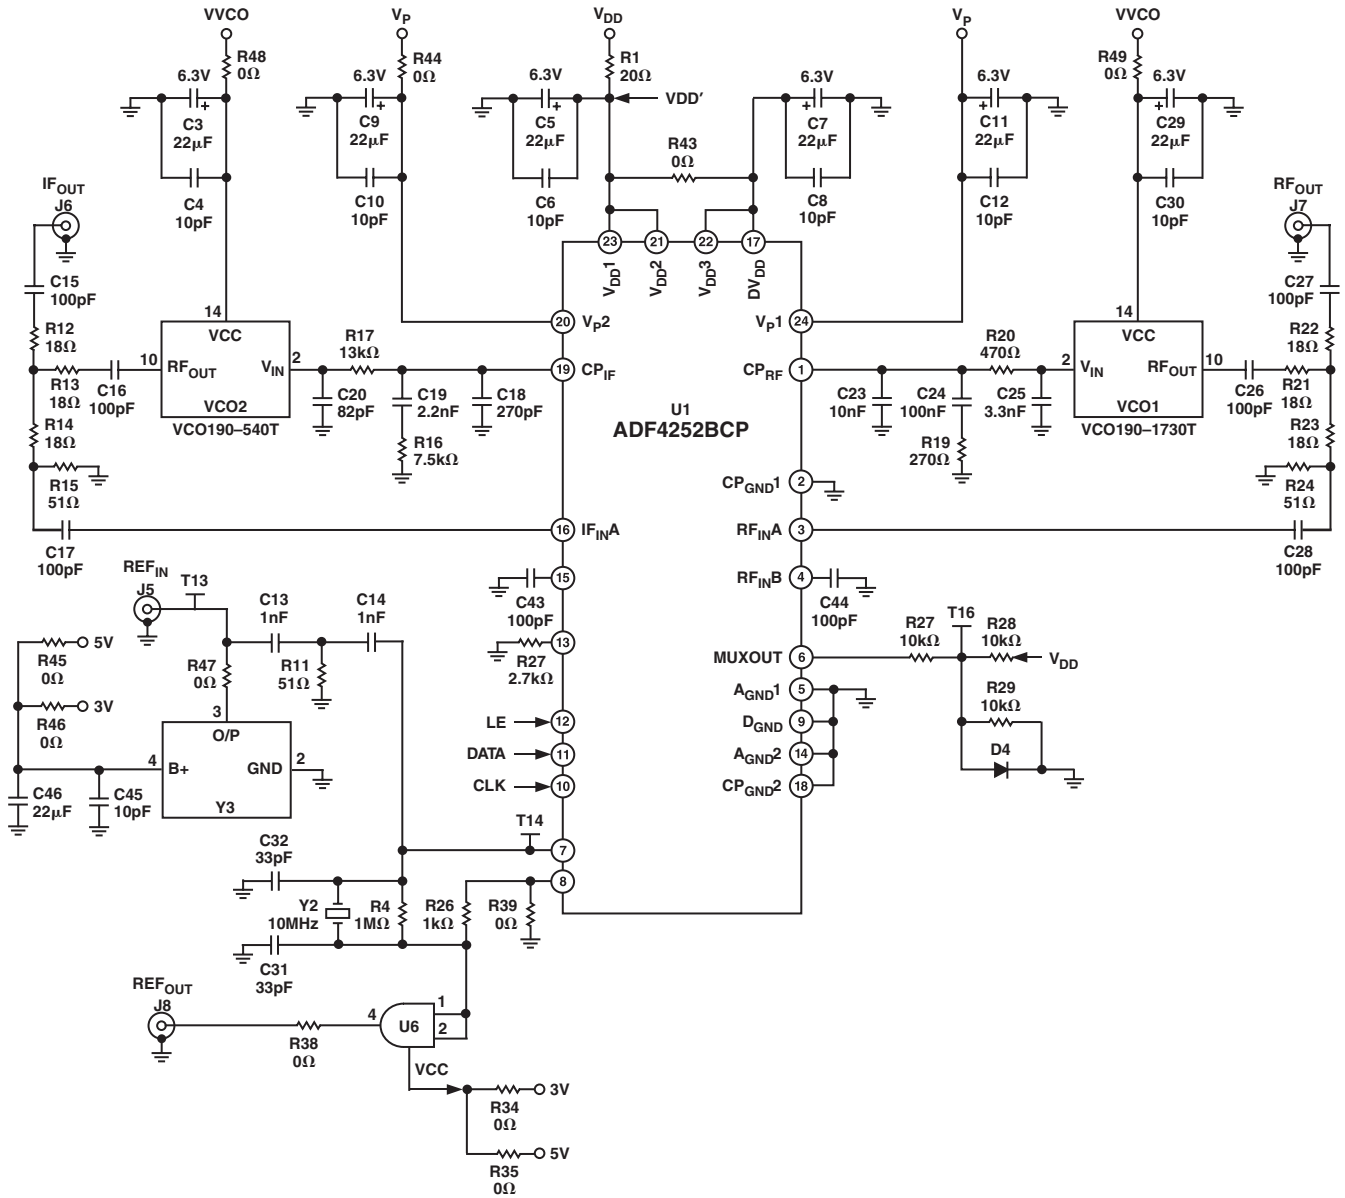 VVCO
R48
0Ω
6.3V
+
C3
22μF
C4
10pF
V_P
R44
0Ω
6.3V
+
C9
22μF
C10
10pF
V_DD
R1
20Ω
6.3V
+
VDD′
C5
22μF
C6
10pF
R43
0Ω
6.3V
+
C7
22μF
C8
10pF
V_P
6.3V
+
C11
22μF
C12
10pF
VVCO
R49
0Ω
6.3V
+
C29
22μF
C30
10pF
IF_OUT
J6
RF_OUT
J7
C15
100pF
R12
18Ω
R13
18Ω
C16
100pF
R14
18Ω
R15
51Ω
C17
100pF
14
VCC
10
RF_OUT
V_IN
2
VCO2
VCO190–540T
R17
13kΩ
C20
82pF
C19
2.2nF
C18
270pF
R16
7.5kΩ
23
21
22
17
V_DD1
V_DD2
V_DD3
DV_DD
20
V_P2
19
CP_IF
V_P1
24
CP_RF
1
U1
ADF4252BCP
R20
470Ω
C23
10nF
C24
100nF
C25
3.3nF
R19
270Ω
14
VCC
2
V_IN
RF_OUT
10
VCO1
VCO190–1730T
C27
100pF
R22
18Ω
C26
100pF
R21
18Ω
R23
18Ω
R24
51Ω
C28
100pF
CP_GND1
2
16
IF_INA
RF_INA
3
RF_INB
4
C44
100pF
15
C43
100pF
13
R27
2.7kΩ
REF_IN
J5
T13
C13
1nF
C14
1nF
R47
0Ω
R11
51Ω
R45
0Ω
5V
R46
0Ω
3V
3
O/P
4
B+
GND
2
Y3
C46
22μF
C45
10pF
LE
12
DATA
11
CLK
10
MUXOUT
6
R27
10kΩ
T16
R28
10kΩ
V_DD
R29
10kΩ
D4
A_GND1
5
D_GND
9
A_GND2
14
CP_GND2
18
T14
7
8
C32
33pF
Y2
10MHz
R4
1MΩ
R26
1kΩ
R39
0Ω
C31
33pF
REF_OUT
J8
R38
0Ω
4
U6
1
2
VCC
R34
0Ω
3V
R35
0Ω
5V